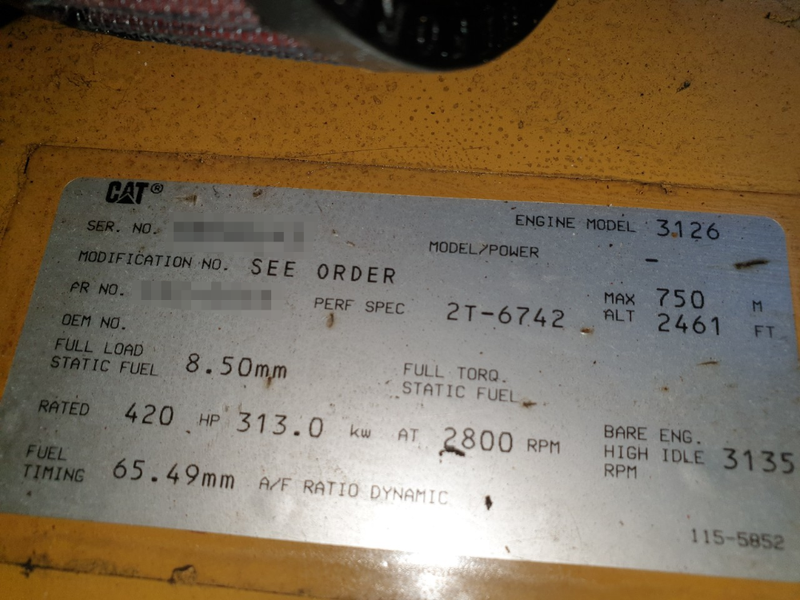 CAT®
SER. NO.
ENGINE MODEL 3126
MODEL/POWER -
MODIFICATION NO. SEE ORDER
AR NO.
PERF SPEC 2T-6742
MAX ALT 750 M 2461 FT
OEM NO.
FULL LOAD
STATIC FUEL 8.50mm
FULL TORQ.
STATIC FUEL
RATED 420 HP 313.0 kw AT 2800 RPM
BARE ENG.
HIGH IDLE 3135
RPM
FUEL
TIMING 65.49mm A/F RATIO DYNAMIC
115-5852